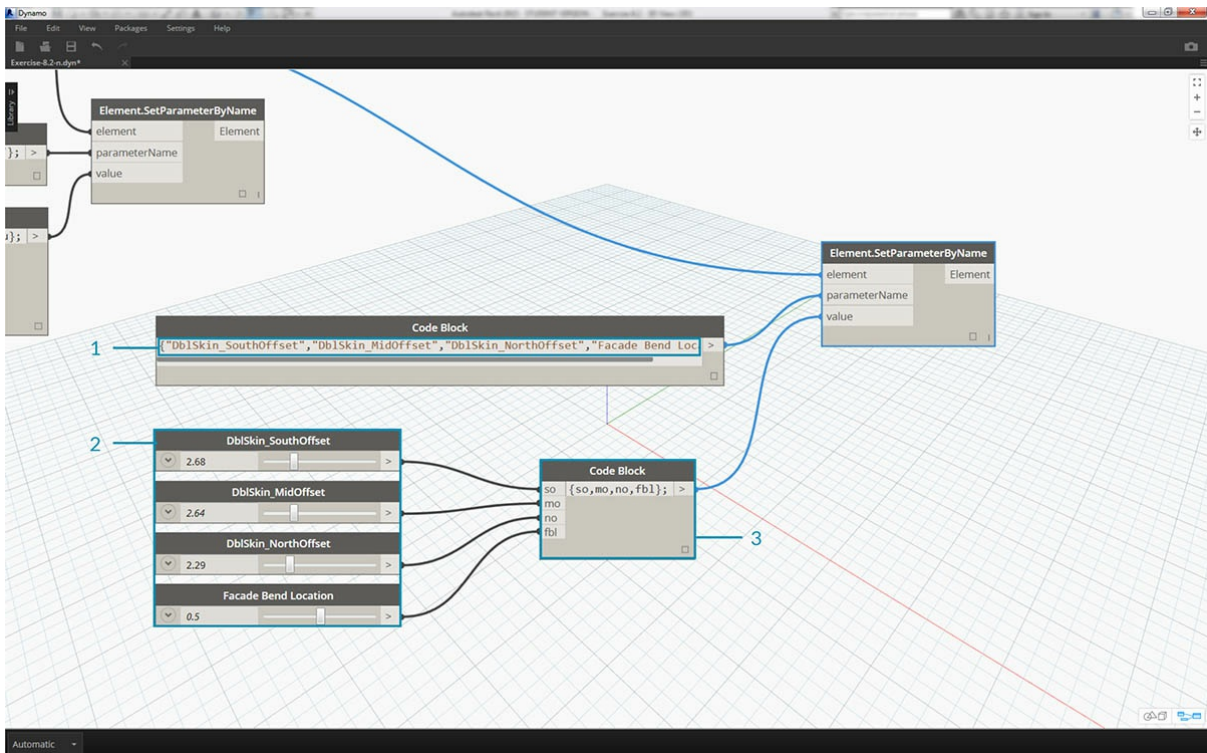 Dynamo
File Edit View Packages Settings Help
Exercise-8.2-n.dyn* X
Library
Element.SetParameterByName
element Element
parameterName
value
}; >
u}; >
Element.SetParameterByName
element Element
parameterName
value
Code Block
1
{"DblSkin_SouthOffset","DblSkin_MidOffset","DblSkin_NorthOffset","Facade Bend Loc >
2
DblSkin_SouthOffset
2.68 >
DblSkin_MidOffset
2.64 >
DblSkin_NorthOffset
2.29 >
Facade Bend Location
0.5 >
Code Block
so {so,mo,no,fbl}; >
mo
no
fbl
3
Automatic